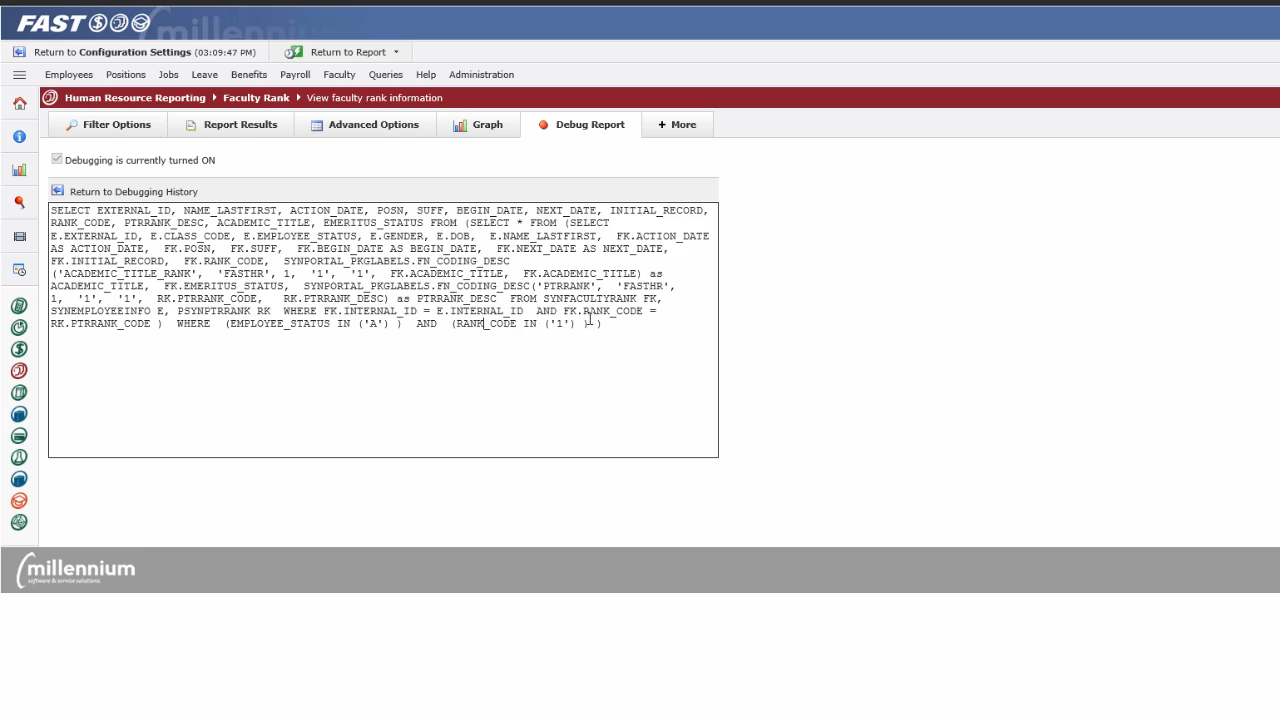 FAST
millennium
Return to Configuration Settings (03:09:47 PM) Return to Report
Employees Positions Jobs Leave Benefits Payroll Faculty Queries Help Administration
Human Resource Reporting Faculty Rank View faculty rank information
Filter Options Report Results Advanced Options Graph Debug Report + More
Debugging is currently turned ON
Return to Debugging History
SELECT EXTERNAL_ID, NAME_LASTFIRST, ACTION_DATE, POSN, SUFF, BEGIN_DATE, NEXT_DATE, INITIAL_RECORD,
RANK_CODE, PTRRANK_DESC, ACADEMIC_TITLE, EMERITUS_STATUS FROM (SELECT * FROM (SELECT
E.EXTERNAL_ID, E.CLASS_CODE, E.EMPLOYEE_STATUS, E.GENDER, E.DOB, E.NAME_LASTFIRST, FK.ACTION_DATE
AS ACTION_DATE, FK.POSN, FK.SUFF, FK.BEGIN_DATE AS BEGIN_DATE, FK.NEXT_DATE AS NEXT_DATE,
FK.INITIAL_RECORD, FK.RANK_CODE, SYNPORTAL_PKGLABELS.FN_CODING_DESC
('ACADEMIC_TITLE_RANK', 'FASTHR', 1, '1', '1', FK.ACADEMIC_TITLE, FK.ACADEMIC_TITLE) as
ACADEMIC_TITLE, FK.EMERITUS_STATUS, SYNPORTAL_PKGLABELS.FN_CODING_DESC('PTRRANK', 'FASTHR',
1, '1', '1', RK.PTRRANK_CODE, RK.PTRRANK_DESC) as PTRRANK_DESC FROM SYNFACULTYRANK FK,
SYNEMPLOYEEINFO E, PSYNPTRRANK RK WHERE FK.INTERNAL_ID = E.INTERNAL_ID AND FK.RANK_CODE =
RK.PTRRANK_CODE ) WHERE (EMPLOYEE_STATUS IN ('A') ) AND (RANK_CODE IN ('1') ) )
millennium
software & service solutions.